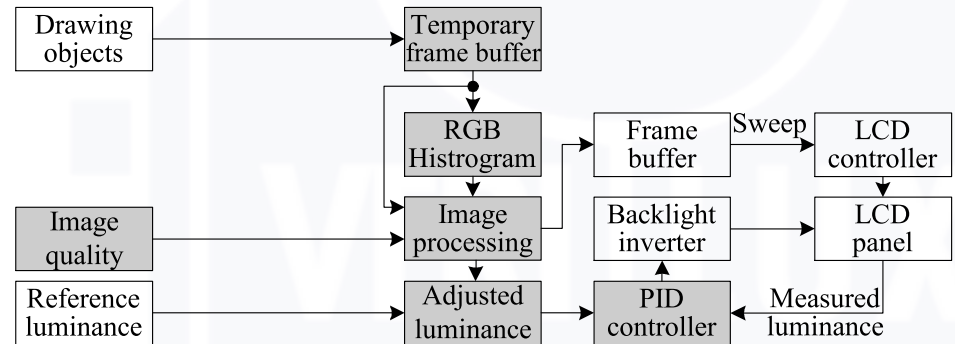 Drawing
objects
Temporary
frame buffer
RGB
Histrogram
Frame
buffer
Sweep
LCD
controller
Image
quality
Image
processing
Backlight
inverter
LCD
panel
Reference
luminance
Adjusted
luminance
PID
controller
Measured
luminance